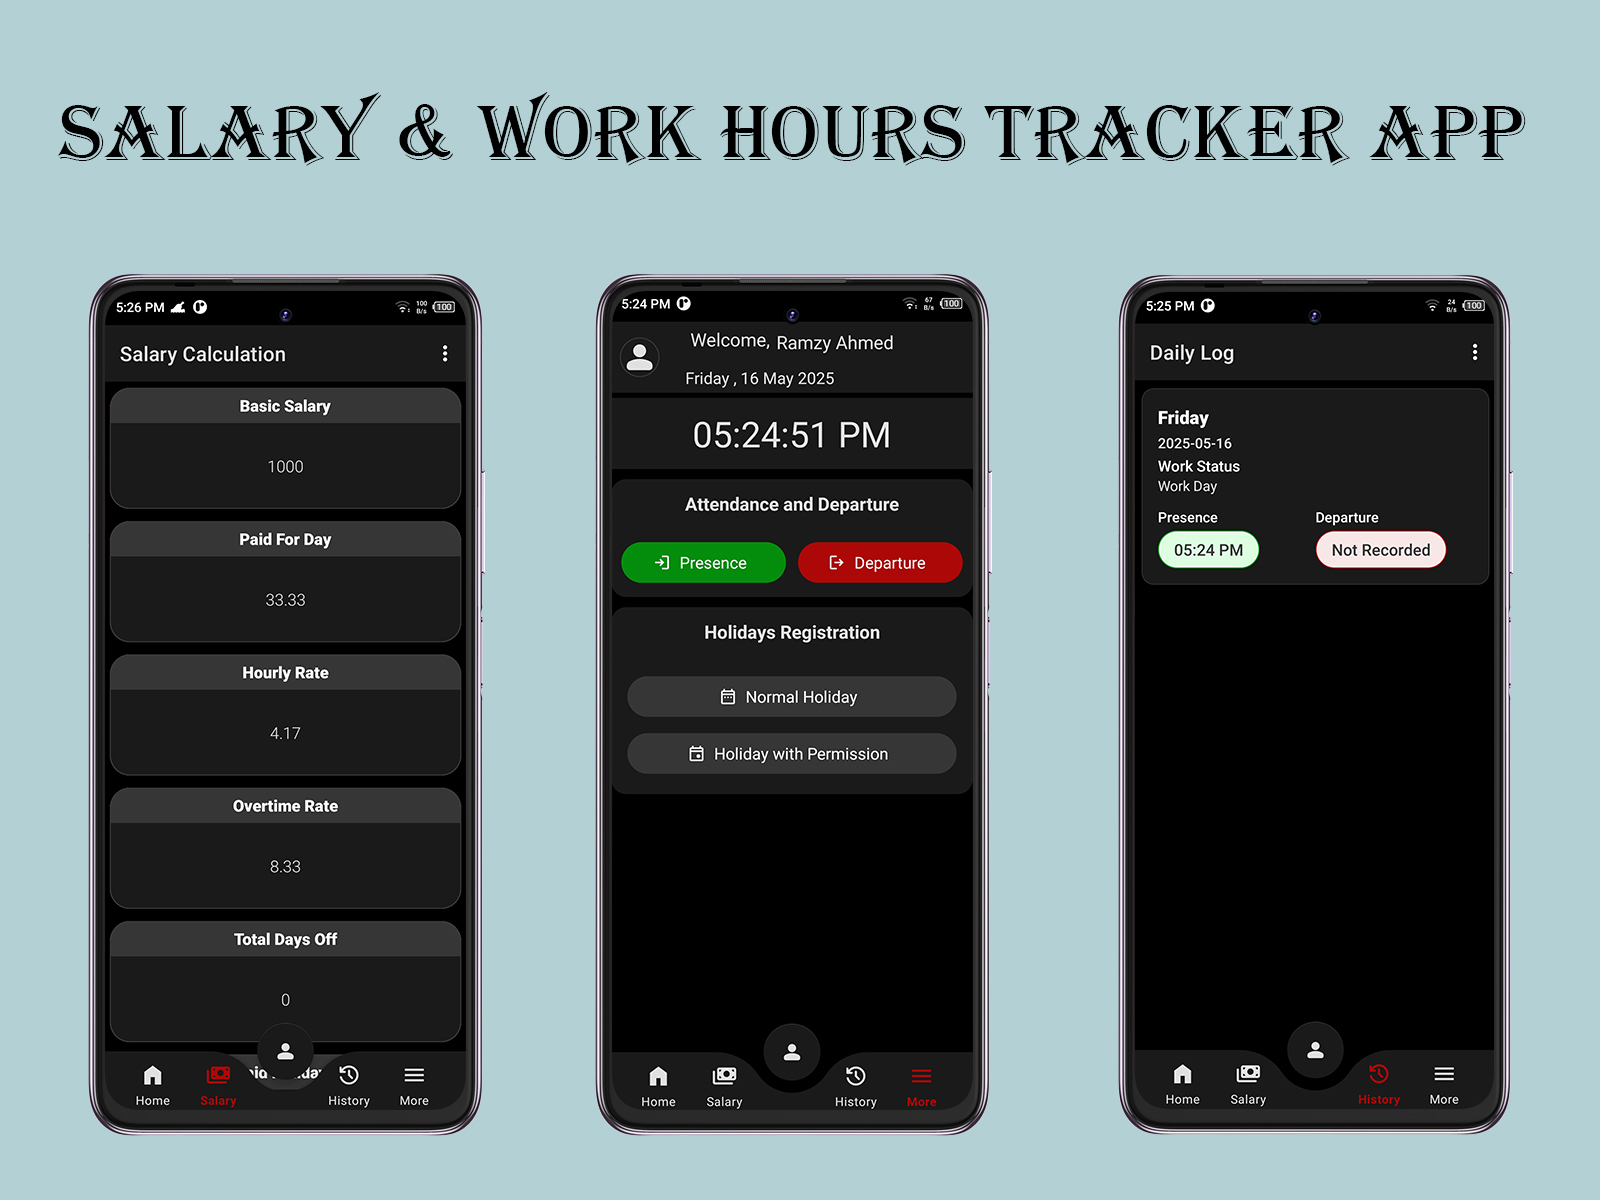 SALARY & WORK HOURS TRACKER APP
5:26 PM
100 B/s
100
Salary Calculation
Basic Salary
1000
Paid For Day
33.33
Hourly Rate
4.17
Overtime Rate
8.33
Total Days Off
0
Home
Salary
History
More
5:24 PM
67 B/s
100
Welcome, Ramzy Ahmed
Friday , 16 May 2025
05:24:51 PM
Attendance and Departure
Presence
Departure
Holidays Registration
Normal Holiday
Holiday with Permission
Home
Salary
History
More
5:25 PM
24 B/s
100
Daily Log
Friday
2025-05-16
Work Status
Work Day
Presence
Departure
05:24 PM
Not Recorded
Home
Salary
History
More